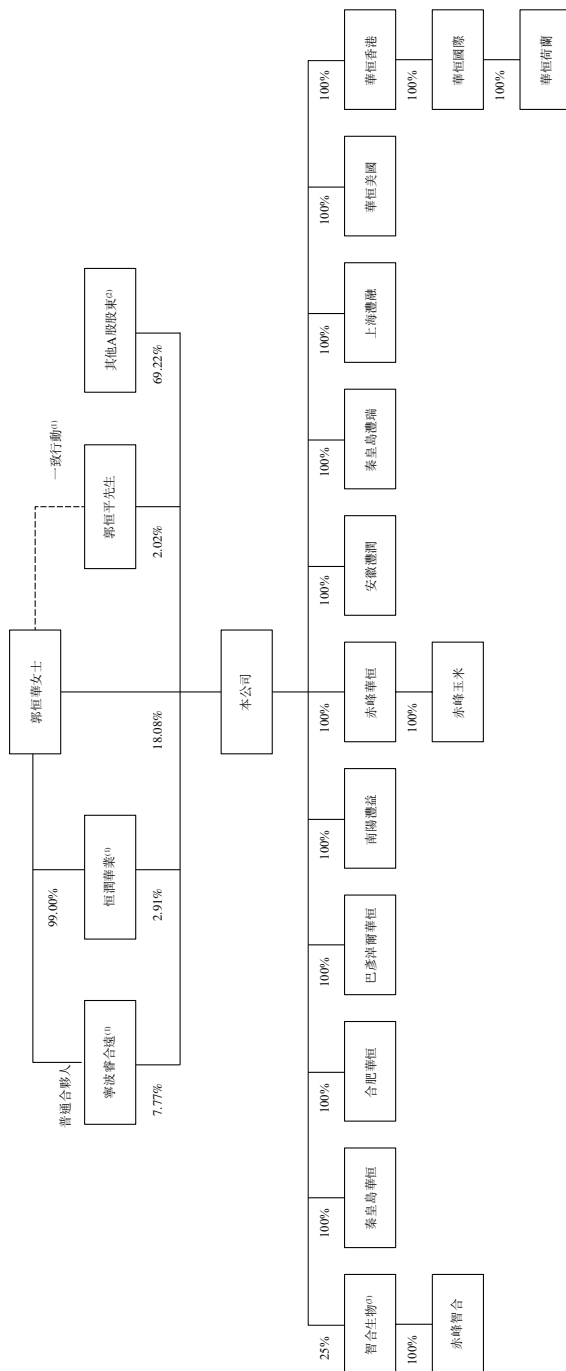 郭恒華女士
一致行動⁽¹⁾
普通合夥人
99.00%
寧波睿合遠⁽¹⁾
恒潤華業⁽¹⁾
郭恒平先生
其他A股股東⁽²⁾
7.77%
2.91%
18.08%
2.02%
69.22%
本公司
25%
100%
100%
100%
100%
100%
100%
100%
100%
100%
100%
智合生物⁽³⁾
秦皇島華恒
合肥華恒
巴彥淖爾華恒
南陽灃益
赤峰華恒
安徽灃潤
秦皇島灃瑞
上海灃融
華恒美國
華恒香港
100%
100%
100%
赤峰智合
赤峰玉米
華恒國際
100%
華恒荷蘭